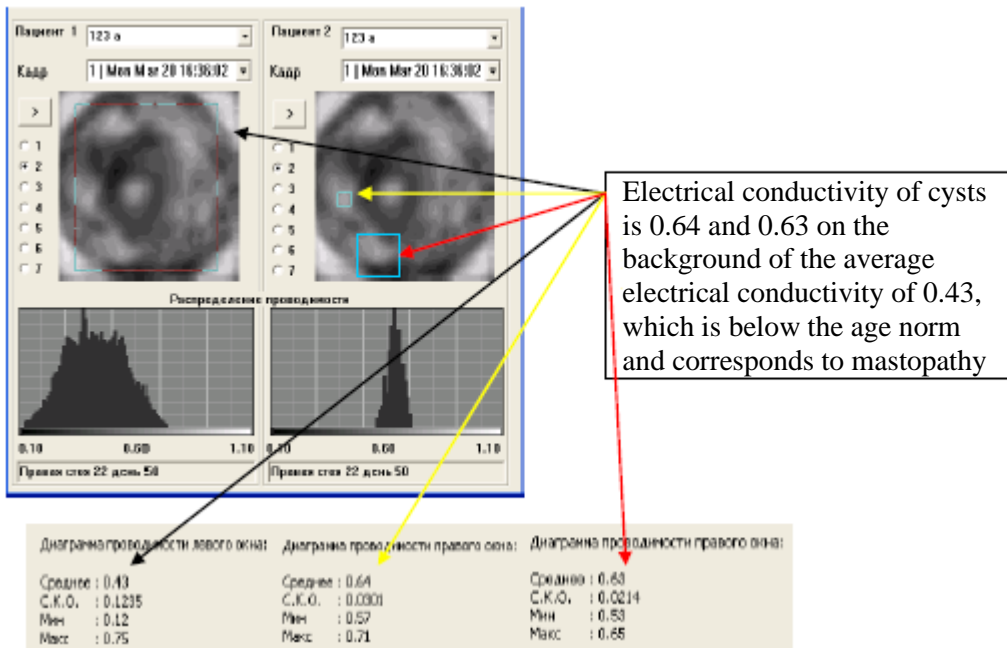 Пациент 1 123 а
Пациент 2 123 а
Кадр 1 | Mon Mar 20 16:36:02
Кадр 1 | Mon Mar 20 16:36:02
>
1
2
3
4
5
6
7
>
1
2
3
4
5
6
7
Electrical conductivity of cysts
is 0.64 and 0.63 on the
background of the average
electrical conductivity of 0.43,
which is below the age norm
and corresponds to mastopathy
Распределение проводимости
0.10 0.60 1.10
0.10 0.60 1.10
Правая стоя 22 день 50
Правая стоя 22 день 50
Диаграмма проводимости левого окна:
Среднее : 0.43
С.К.О. : 0.1235
Мин : 0.12
Макс : 0.75
Диаграмма проводимости правого окна:
Среднее : 0.64
С.К.О. : 0.0301
Мин : 0.57
Макс : 0.71
Диаграмма проводимости правого окна:
Среднее : 0.63
С.К.О. : 0.0214
Мин : 0.53
Макс : 0.65